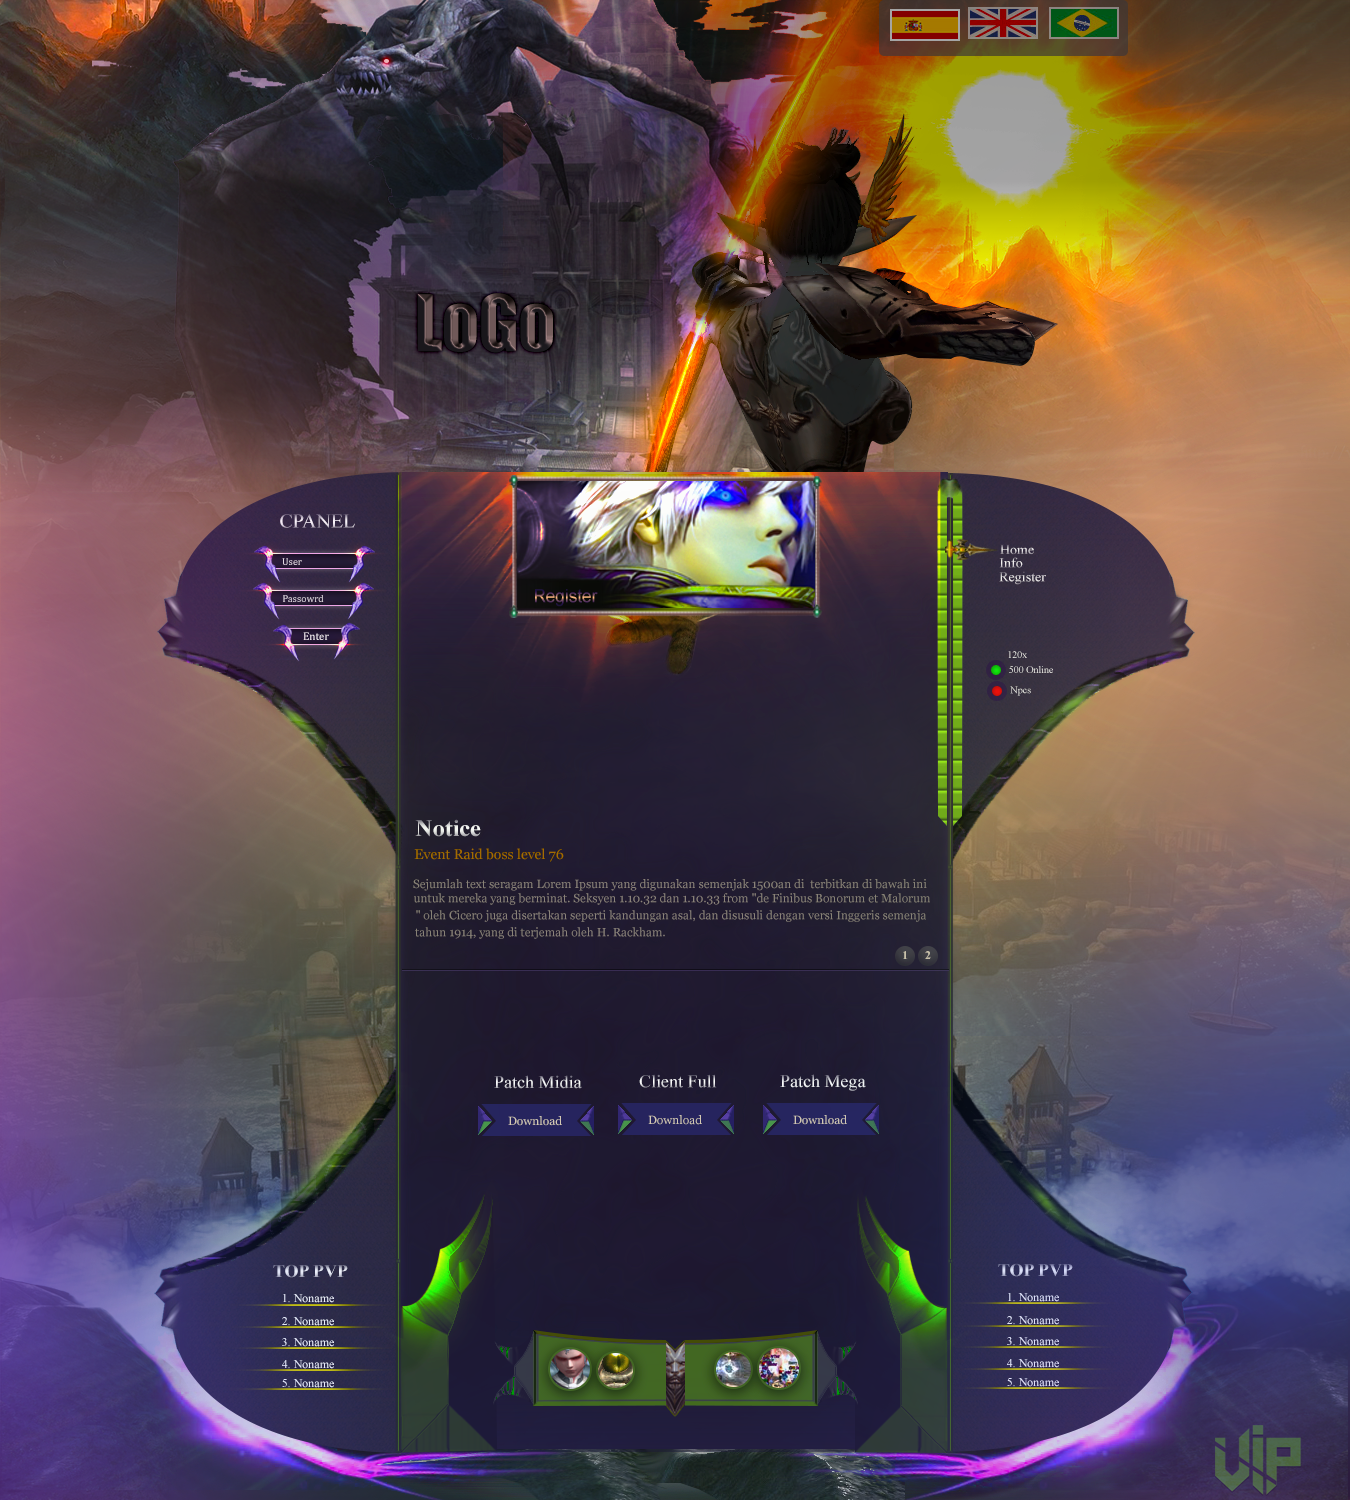 LoGo
CPANEL
User
Passowrd
Enter
Register
Home
Info
Register
120x
500 Online
Npcs
Notice
Event Raid boss level 76
Sejumlah text seragam Lorem Ipsum yang digunakan semenjak 1500an di terbitkan di bawah ini
untuk mereka yang berminat. Seksyen 1.10.32 dan 1.10.33 from "de Finibus Bonorum et Malorum
" oleh Cicero juga disertakan seperti kandungan asal, dan disusuli dengan versi Inggeris semenja
tahun 1914, yang di terjemah oleh H. Rackham.
1 2
Patch Midia
Client Full
Patch Mega
Download
Download
Download
TOP PVP
1. Noname
2. Noname
3. Noname
4. Noname
5. Noname
TOP PVP
1. Noname
2. Noname
3. Noname
4. Noname
5. Noname
ViP